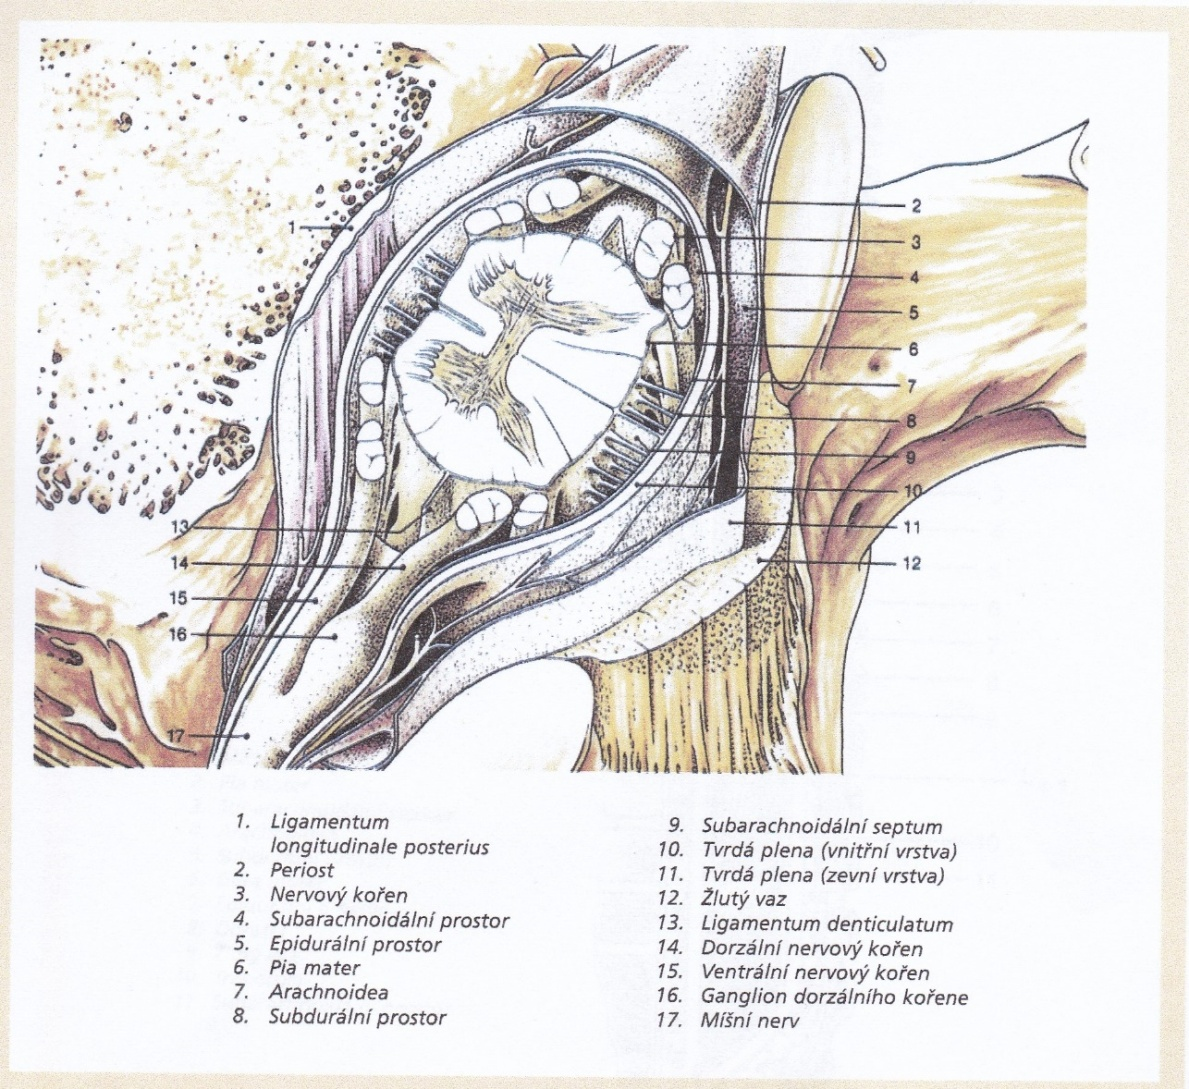 1
2
3
4
5
6
7
8
9
10
11
12
13
14
15
16
17
1. Ligamentum
longitudinale posterius
2. Periost
3. Nervový kořen
4. Subarachnoidální prostor
5. Epidurální prostor
6. Pia mater
7. Arachnoidea
8. Subdurální prostor
9. Subarachnoidální septum
10. Tvrdá plena (vnitřní vrstva)
11. Tvrdá plena (zevní vrstva)
12. Žlutý vaz
13. Ligamentum denticulatum
14. Dorzální nervový kořen
15. Ventrální nervový kořen
16. Ganglion dorzálního kořene
17. Míšní nerv